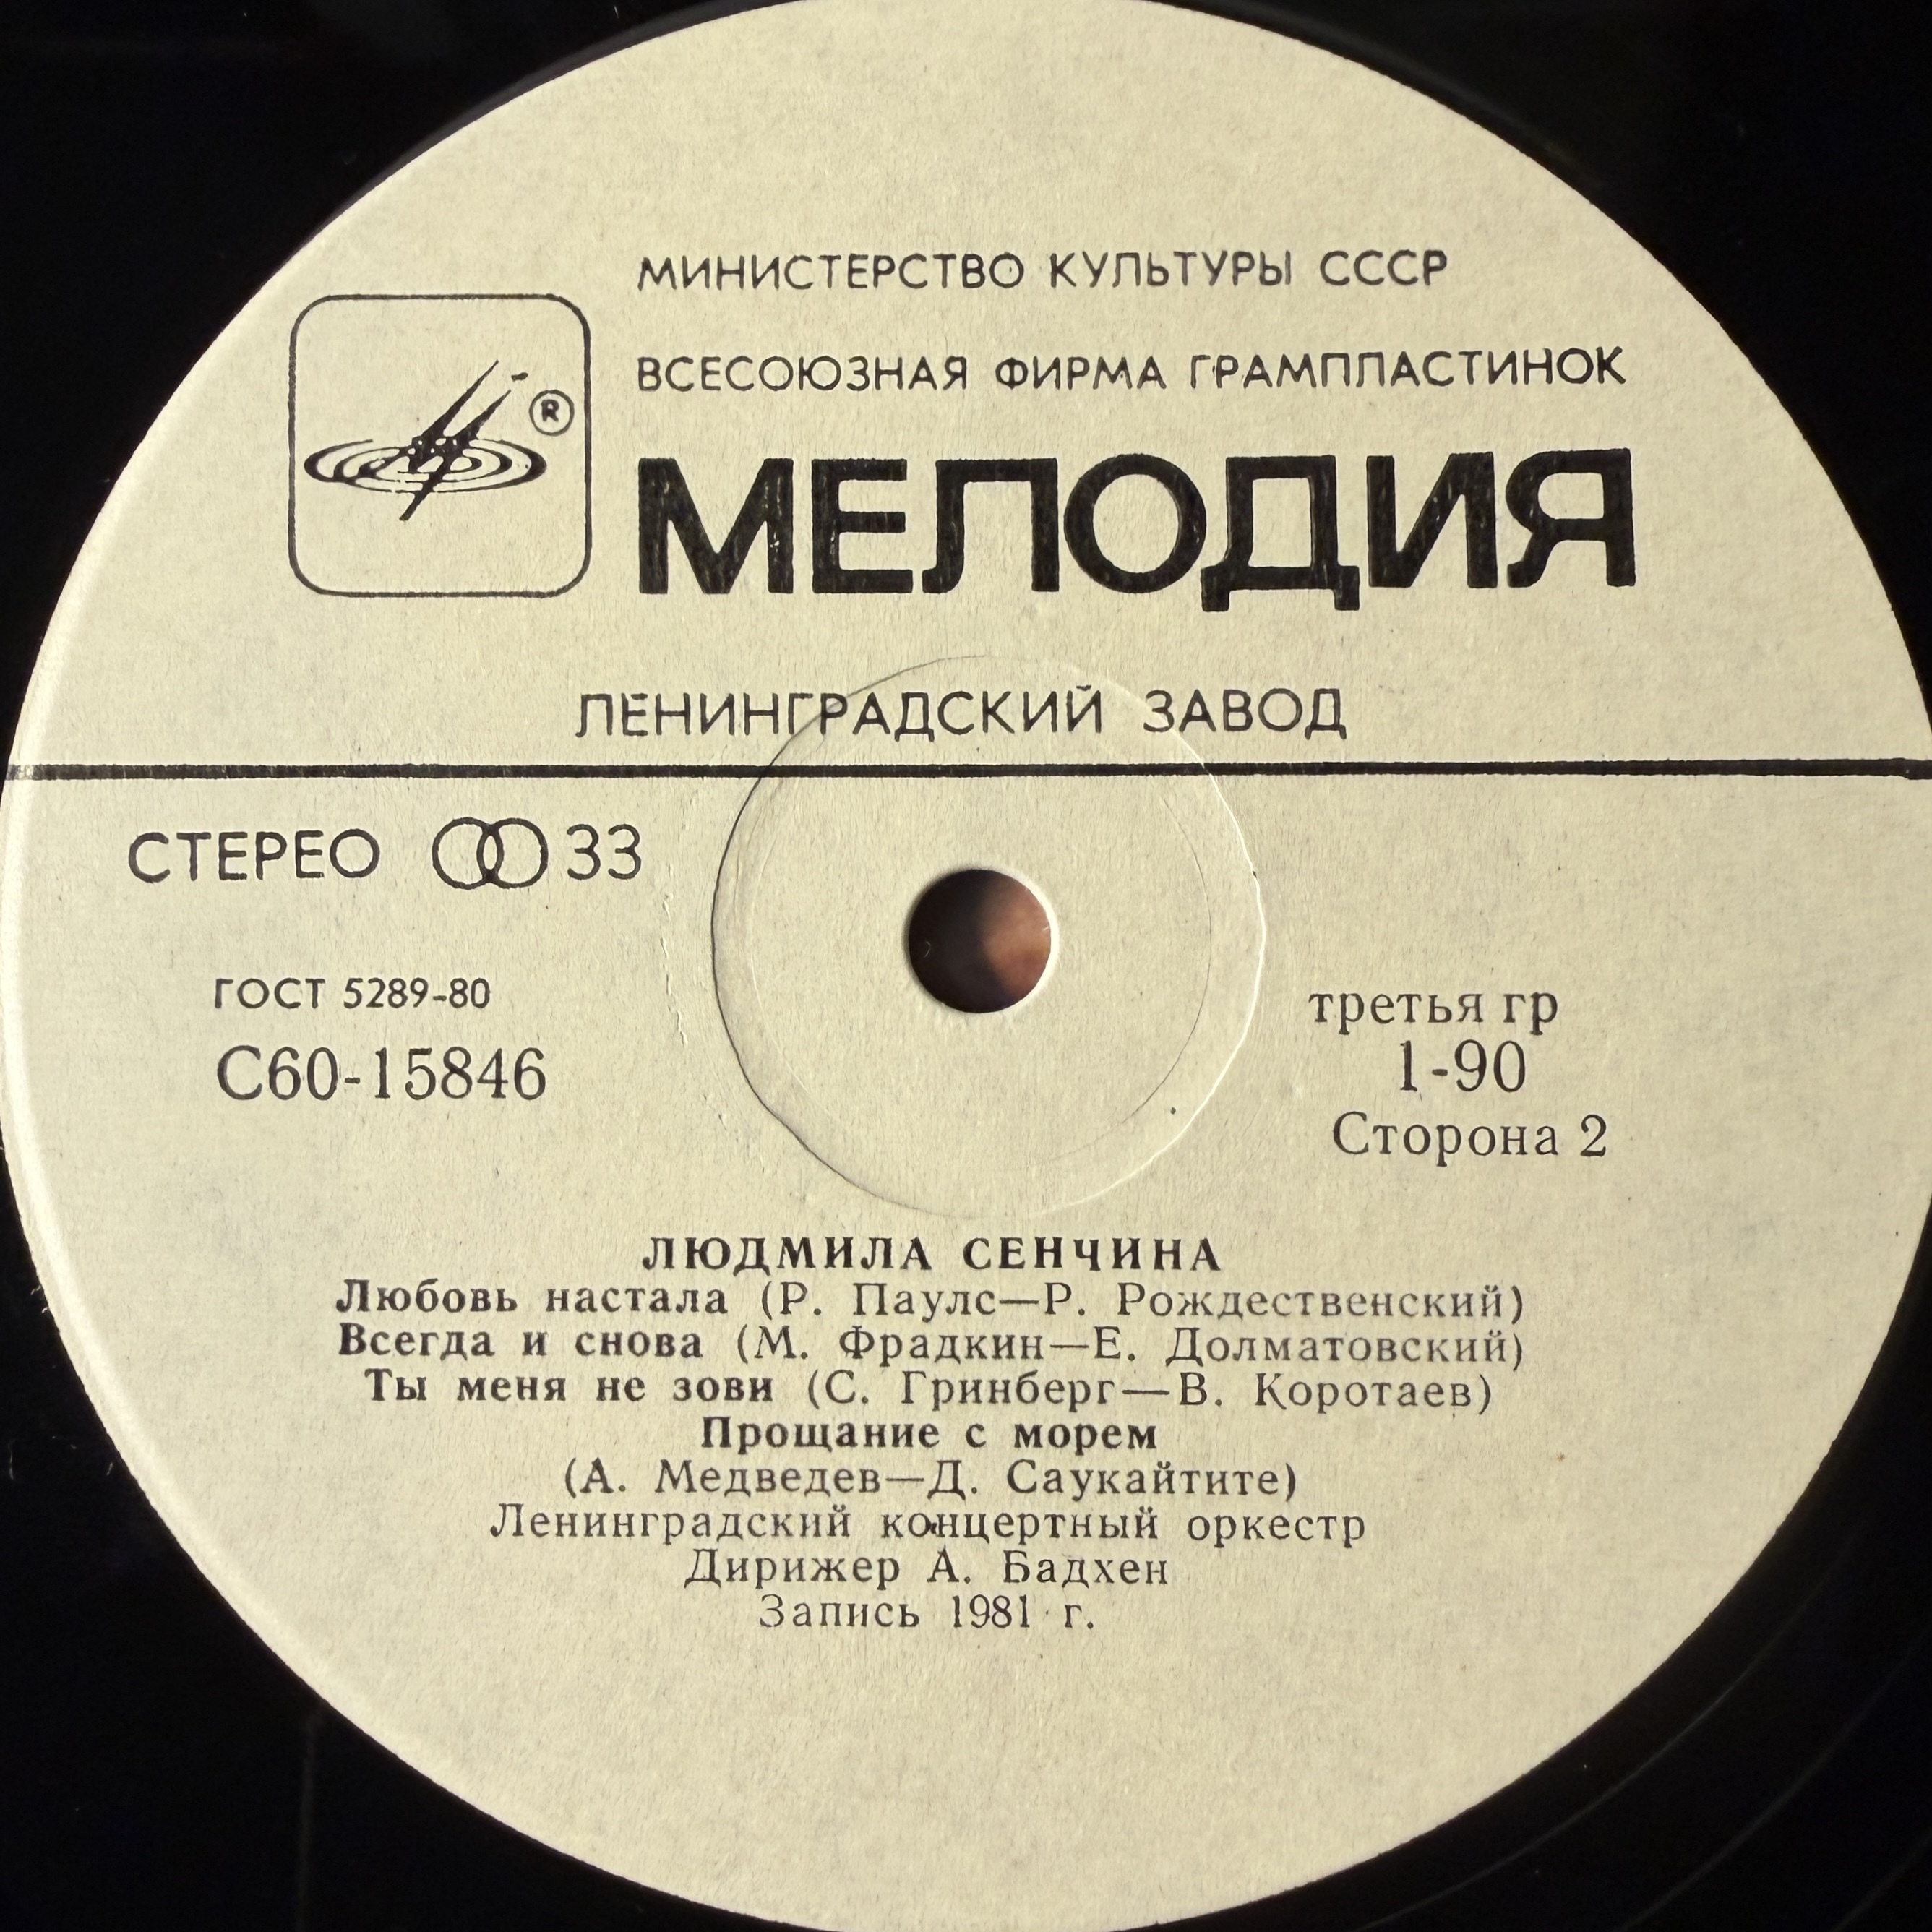 МИНИСТЕРСТВО КУЛЬТУРЫ СССР
ВСЕСОЮЗНАЯ ФИРМА ГРАМПЛАСТИНОК
®
МЕЛОДИЯ
ЛЕНИНГРАДСКИЙ ЗАВОД
СТЕРЕО 33
ГОСТ 5289-80
С60-15846
третья гр
1-90
Сторона 2
ЛЮДМИЛА СЕНЧИНА
Любовь настала (Р. Паулс—Р. Рождественский)
Всегда и снова (М. Фрадкин—Е. Долматовский)
Ты меня не зови (С. Гринберг—В. Коротаев)
Прощание с морем
(А. Медведев—Д. Саукайтите)
Ленинградский концертный оркестр
Дирижер А. Бадхен
Запись 1981 г.